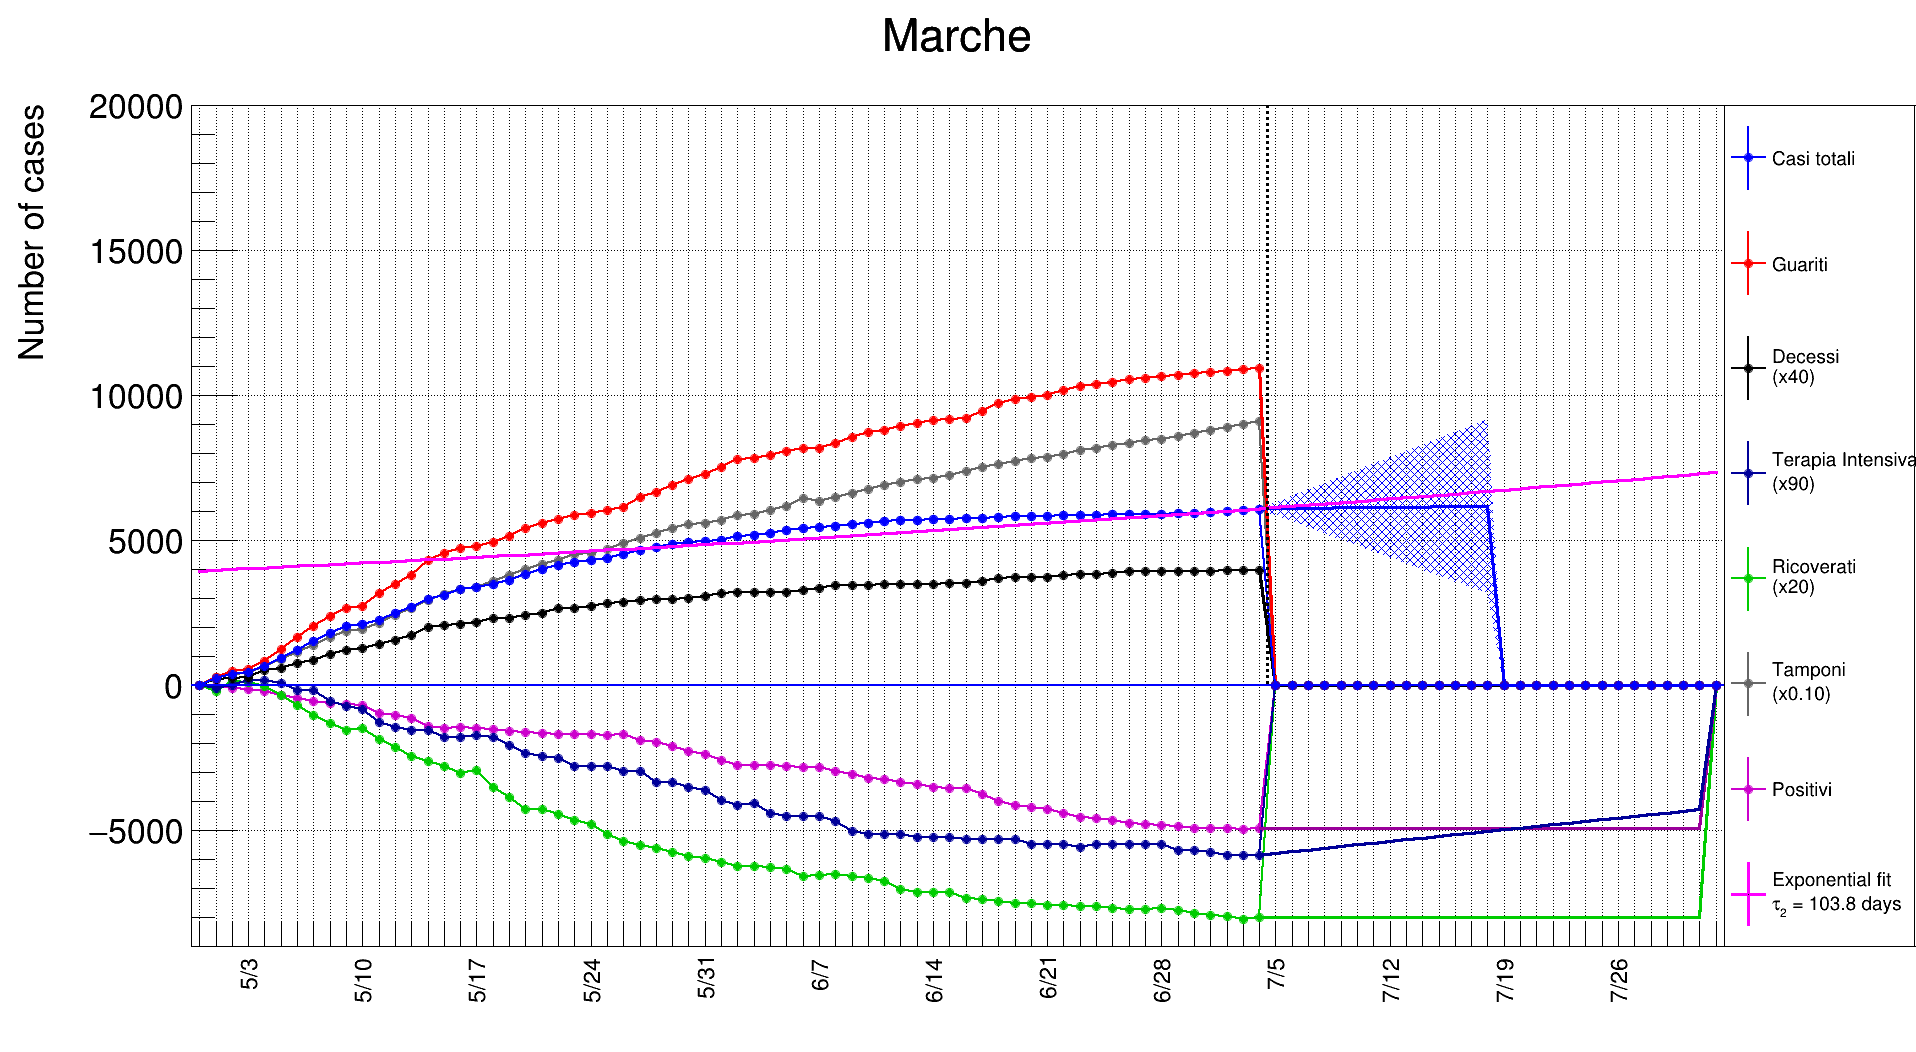 Marche
Number of cases
20000
15000
10000
5000
0
−5000
5/3
5/10
5/17
5/24
5/31
6/7
6/14
6/21
6/28
7/5
7/12
7/19
7/26
Casi totali
Guariti
Decessi
(x40)
Terapia Intensiva
(x90)
Ricoverati
(x20)
Tamponi
(x0.10)
Positivi
Exponential fit
τ₂ = 103.8 days